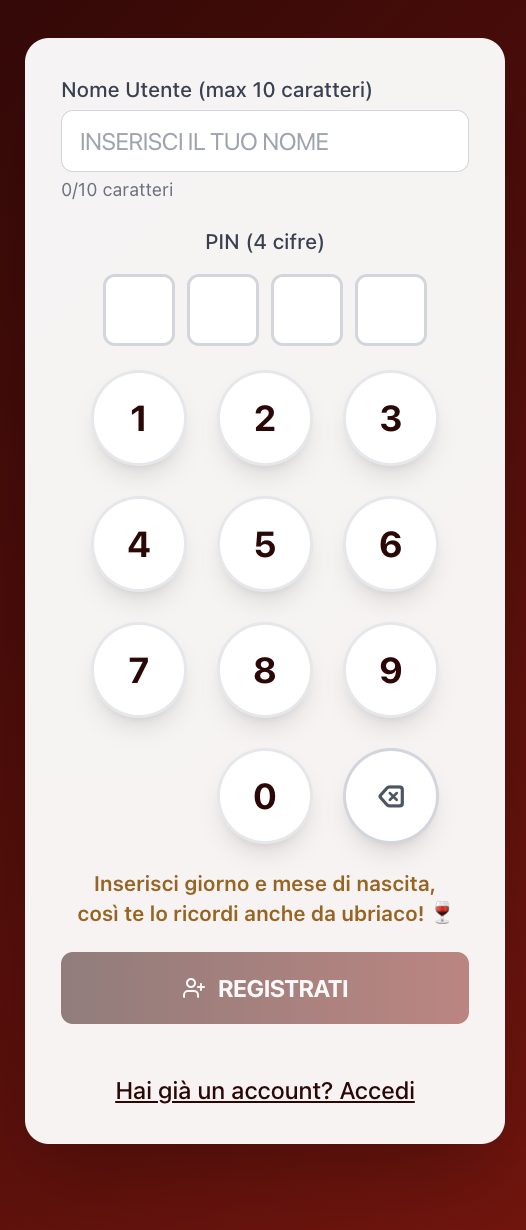 Nome Utente (max 10 caratteri)
INSERISCI IL TUO NOME
0/10 caratteri
PIN (4 cifre)
1 2 3
4 5 6
7 8 9
0
Inserisci giorno e mese di nascita,
così te lo ricordi anche da ubriaco! 🍷
REGISTRATI
Hai già un account? Accedi